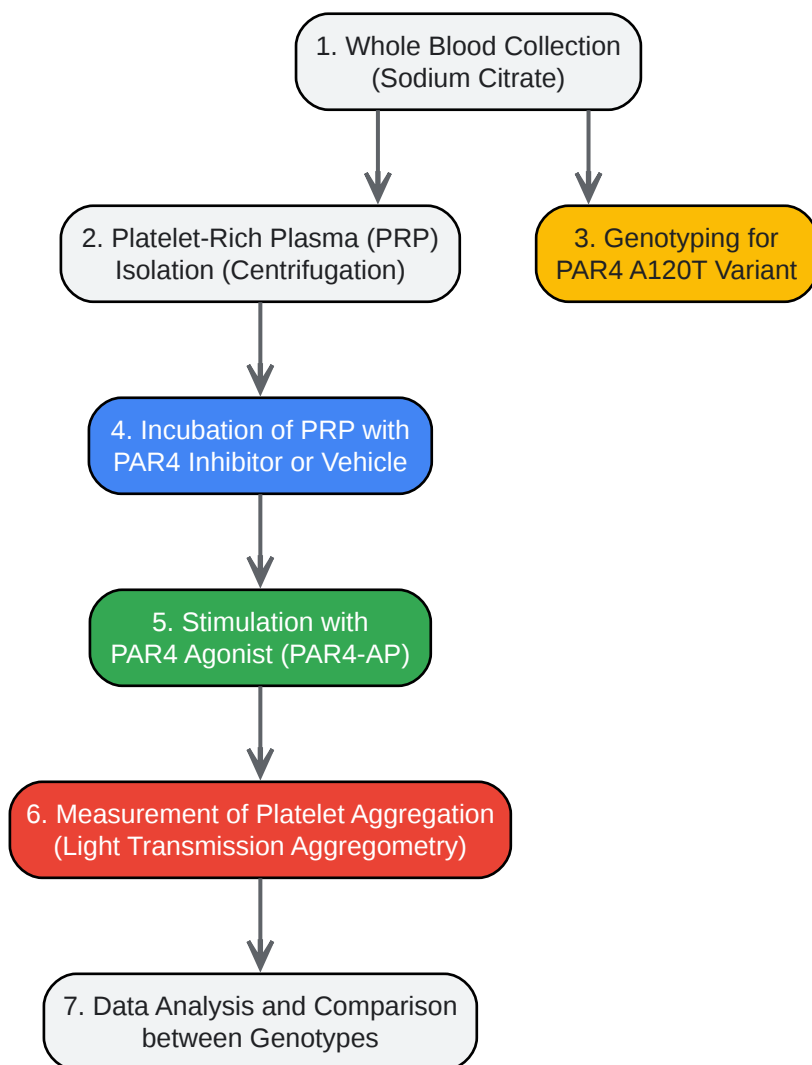 1. Whole Blood Collection
(Sodium Citrate)
2. Platelet-Rich Plasma (PRP)
Isolation (Centrifugation)
3. Genotyping for
PAR4 A120T Variant
4. Incubation of PRP with
PAR4 Inhibitor or Vehicle
5. Stimulation with
PAR4 Agonist (PAR4-AP)
6. Measurement of Platelet Aggregation
(Light Transmission Aggregometry)
7. Data Analysis and Comparison
between Genotypes